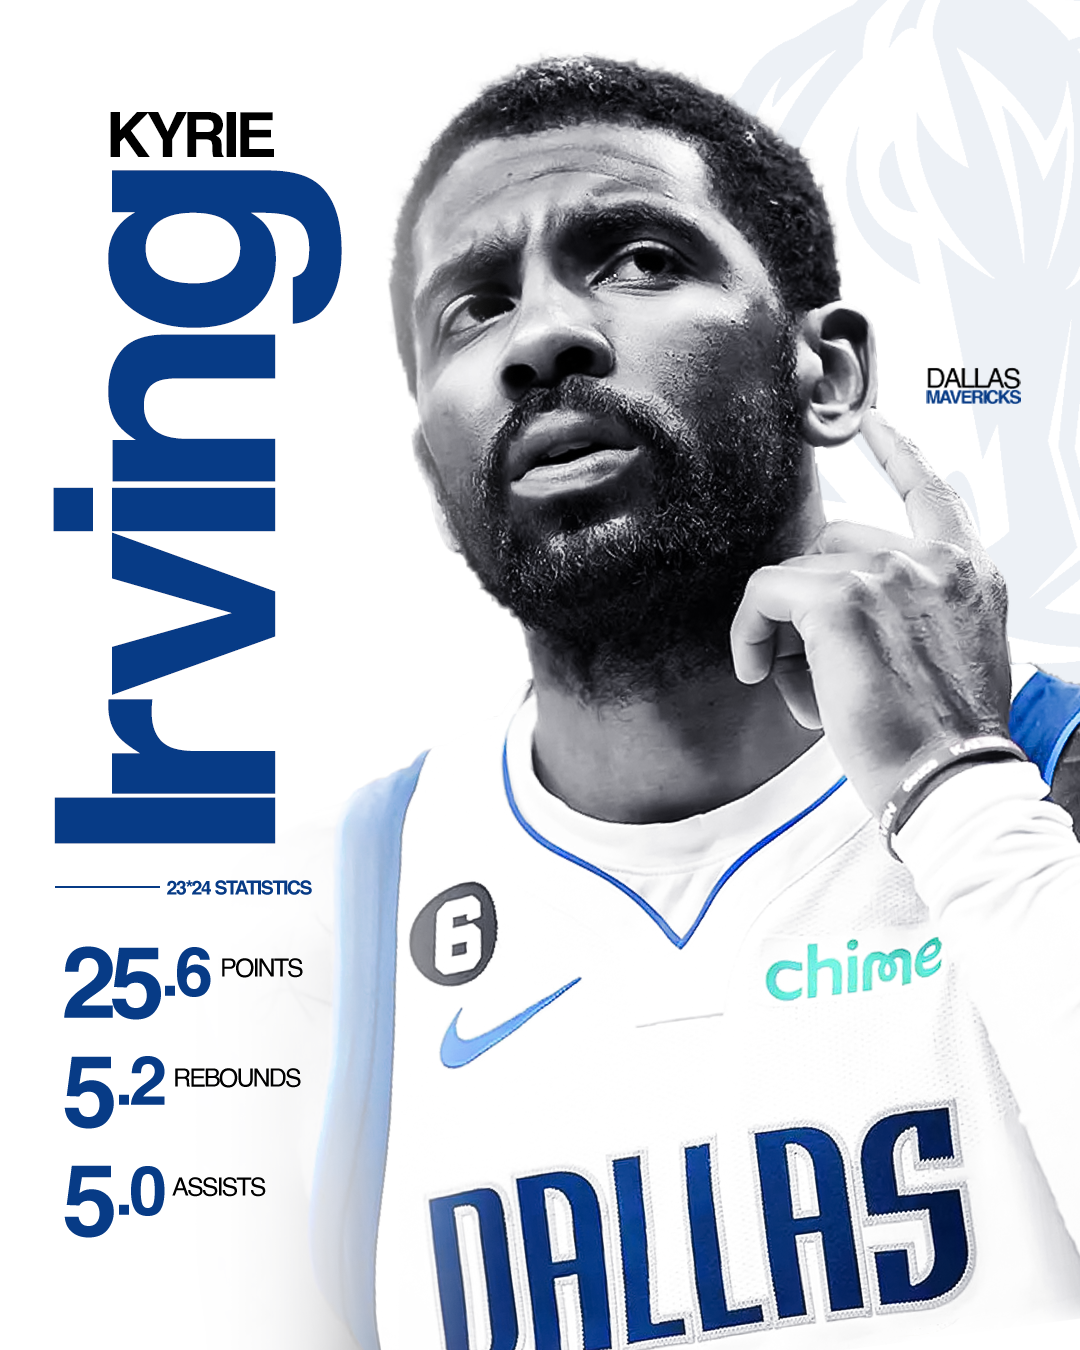 KYRIE
Irving
DALLAS
MAVERICKS
23*24 STATISTICS
25.6 POINTS
5.2 REBOUNDS
5.0 ASSISTS
6
chime
DALLAS